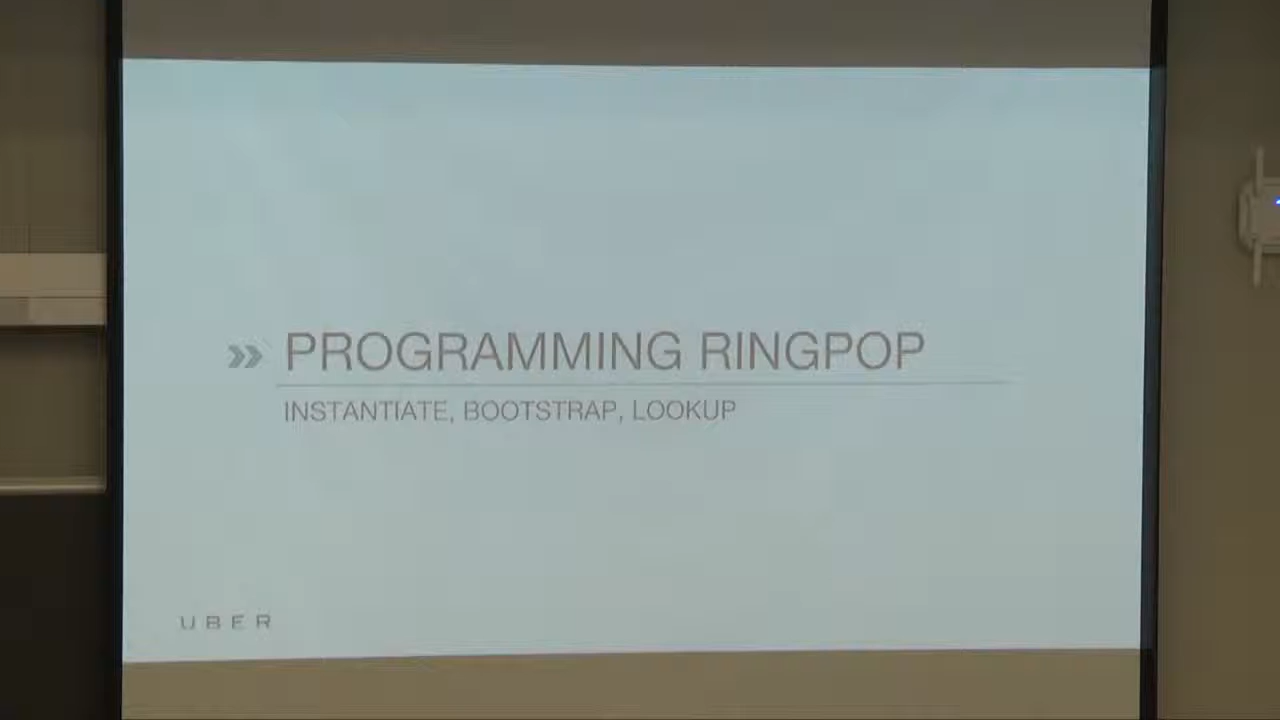 » PROGRAMMING RINGPOP
INSTANTIATE, BOOTSTRAP, LOOKUP
UBER